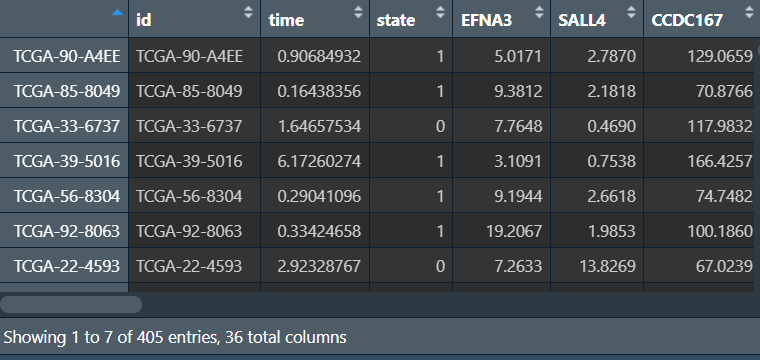 id time state EFNA3 SALL4 CCDC167
TCGA-90-A4EE TCGA-90-A4EE 0.90684932 1 5.0171 2.7870 129.0659
TCGA-85-8049 TCGA-85-8049 0.16438356 1 9.3812 2.1818 70.8766
TCGA-33-6737 TCGA-33-6737 1.64657534 0 7.7648 0.4690 117.9832
TCGA-39-5016 TCGA-39-5016 6.17260274 1 3.1091 0.7538 166.4257
TCGA-56-8304 TCGA-56-8304 0.29041096 1 9.1944 2.6618 74.7482
TCGA-92-8063 TCGA-92-8063 0.33424658 1 19.2067 1.9853 100.1860
TCGA-22-4593 TCGA-22-4593 2.92328767 0 7.2633 13.8269 67.0239
Showing 1 to 7 of 405 entries, 36 total columns